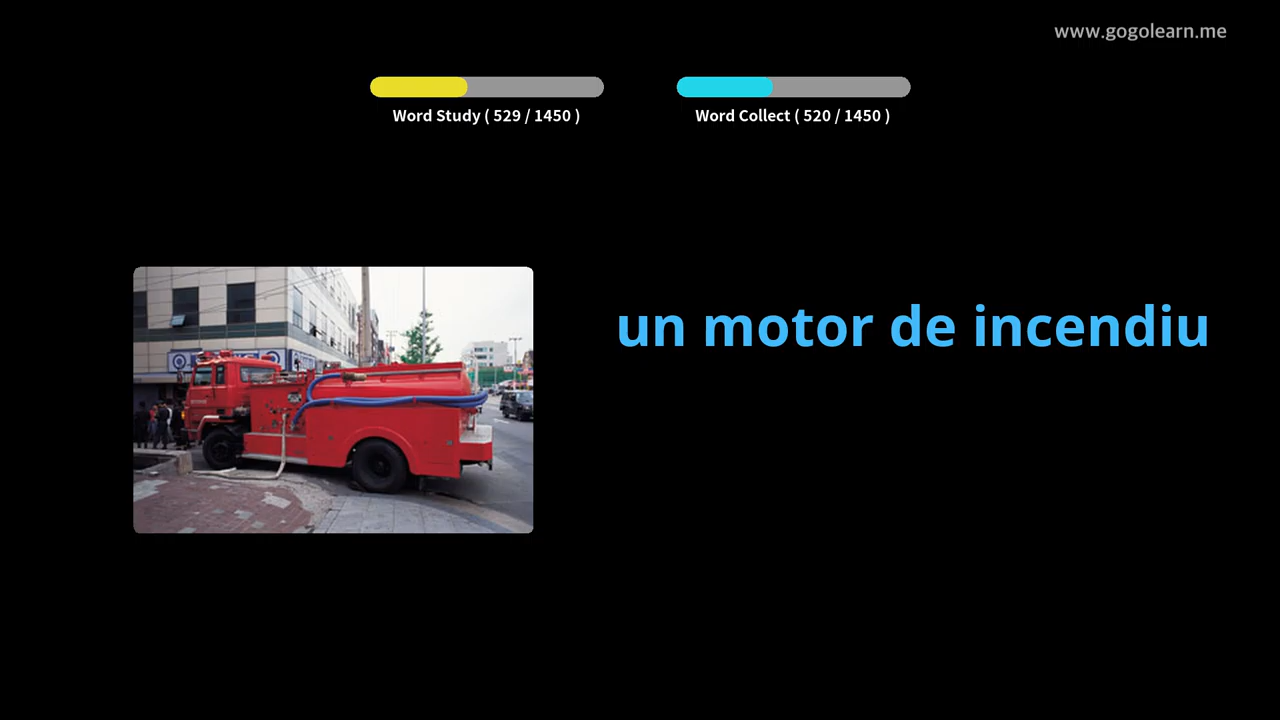 www.gogolearn.me
Word Study ( 529 / 1450 )
Word Collect ( 520 / 1450 )
un motor de incendiu